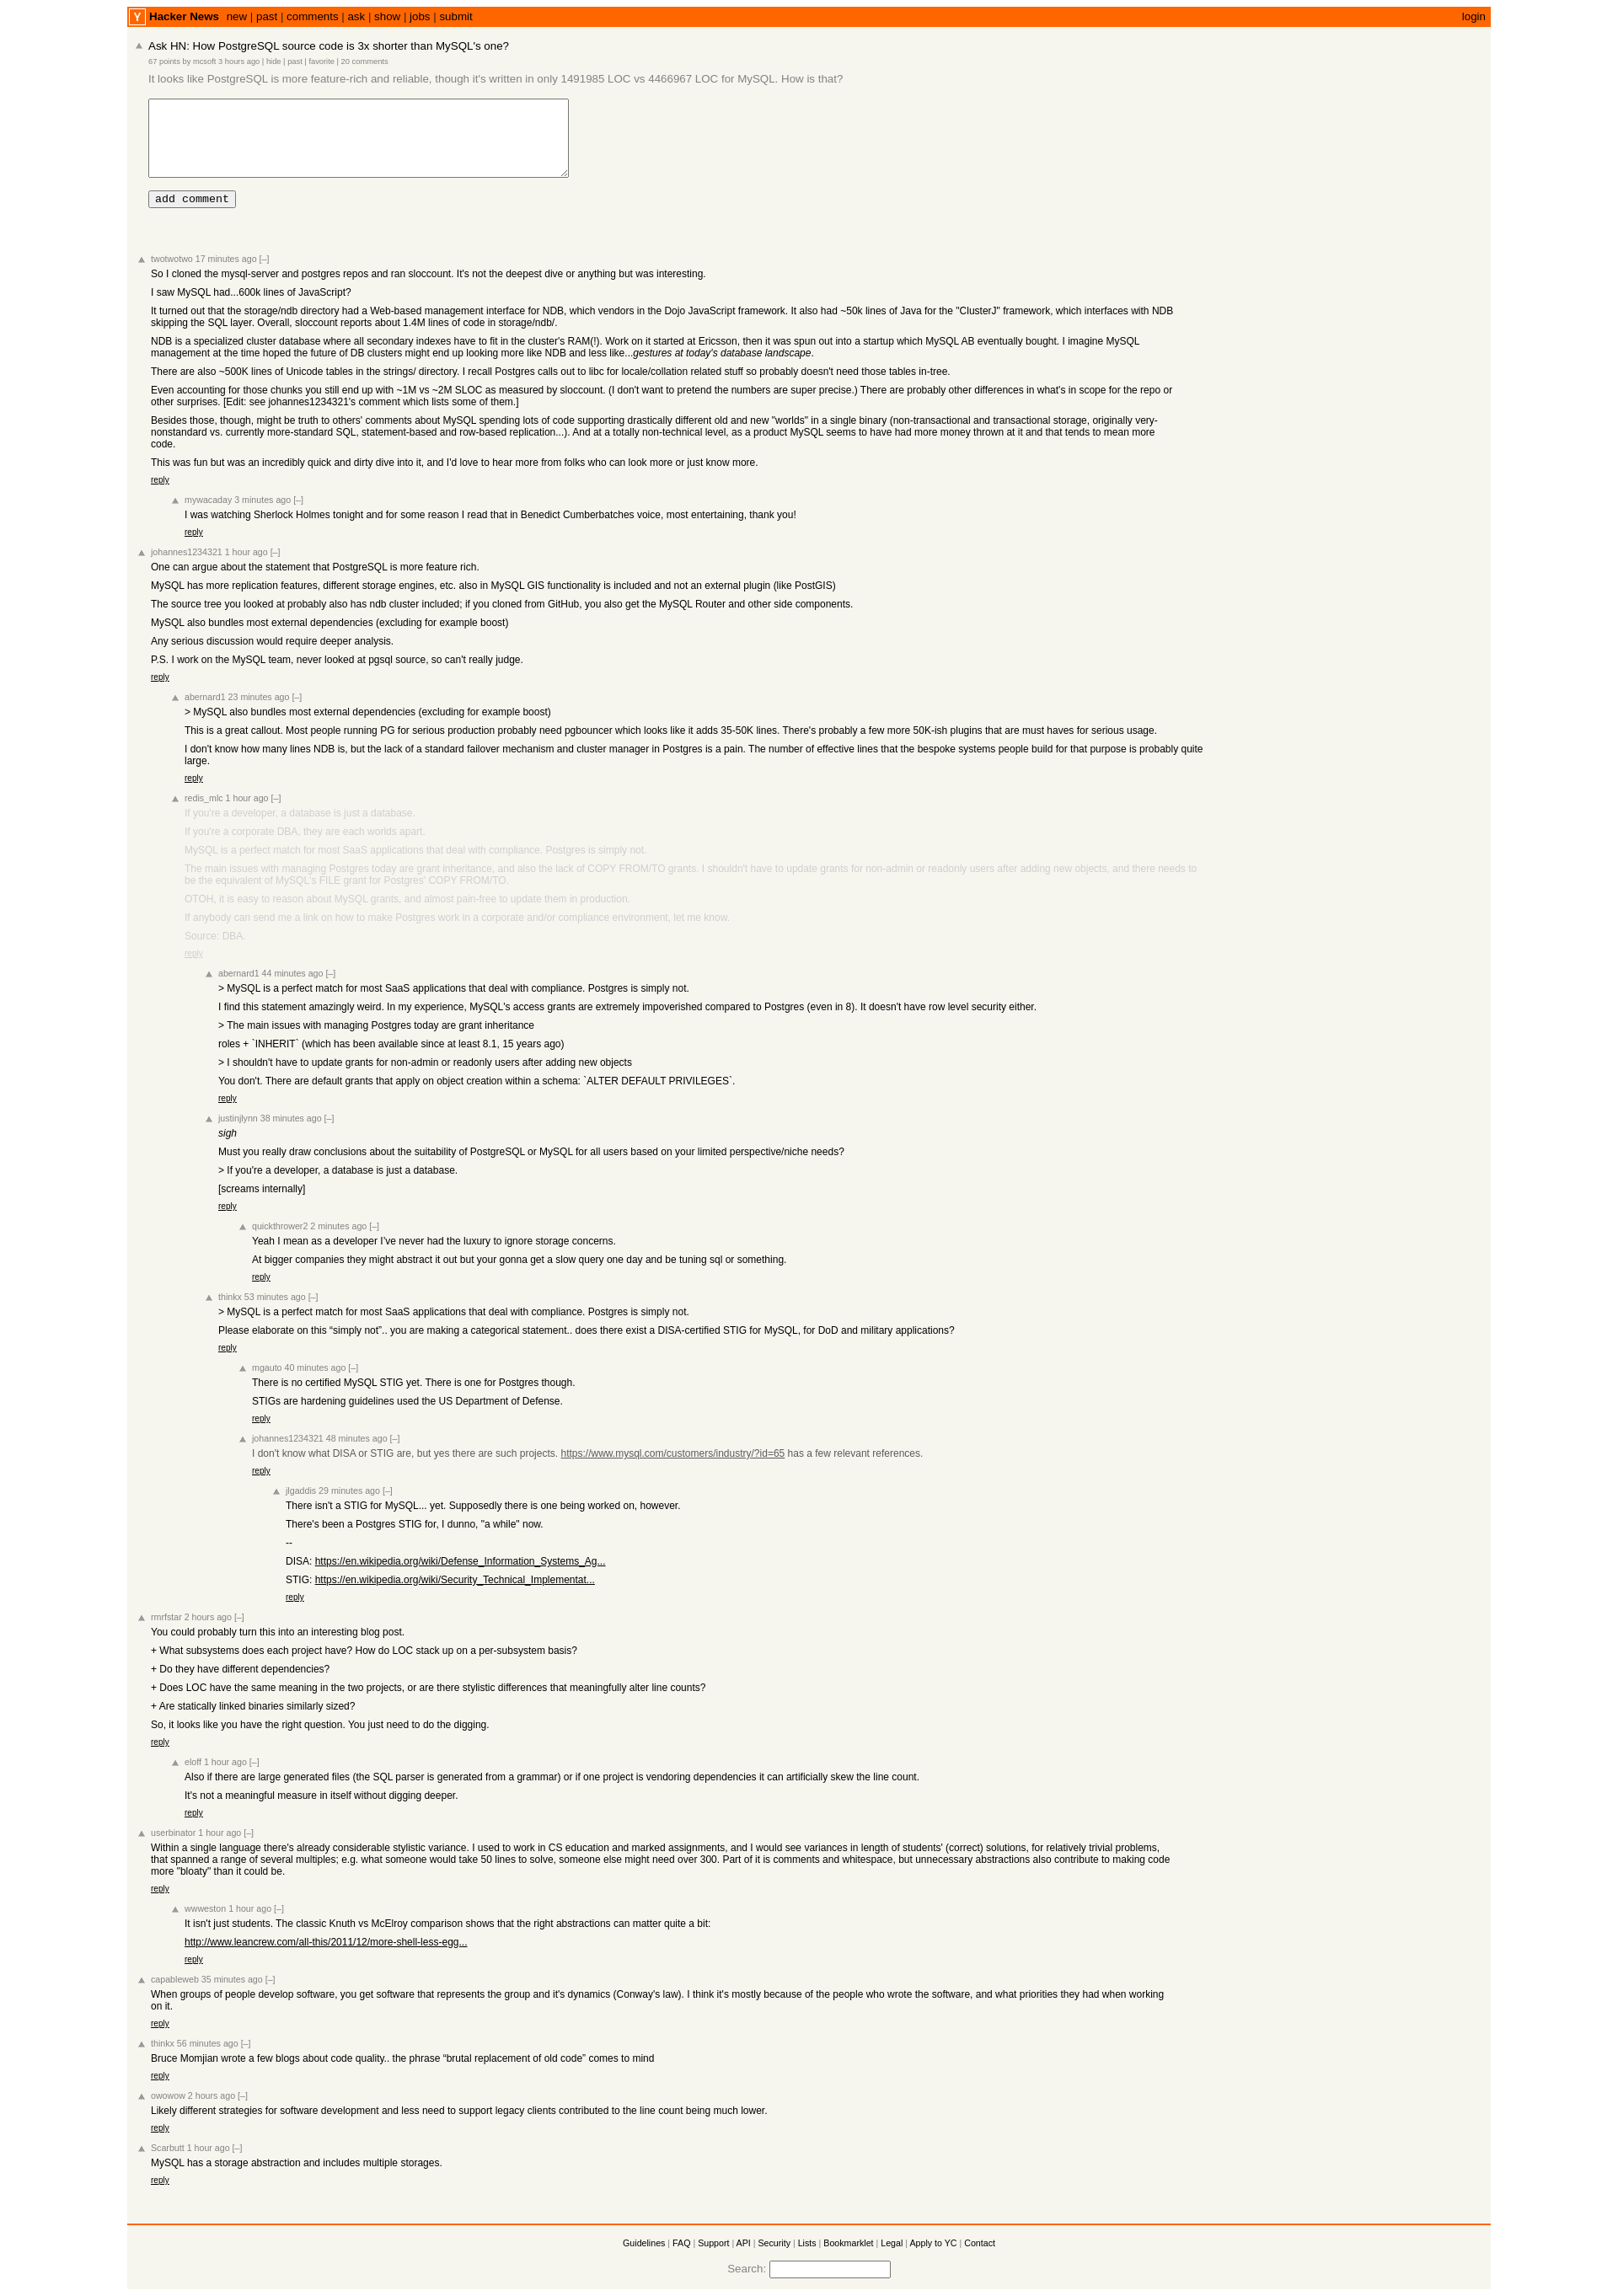 Y Hacker News new | past | comments | ask | show | jobs | submit login
Ask HN: How PostgreSQL source code is 3x shorter than MySQL's one?
67 points by mcsoft 3 hours ago | hide | past | favorite | 20 comments
It looks like PostgreSQL is more feature-rich and reliable, though it's written in only 1491985 LOC vs 4466967 LOC for MySQL. How is that?
add comment
twotwotwo 17 minutes ago [–]
So I cloned the mysql-server and postgres repos and ran sloccount. It's not the deepest dive or anything but was interesting.
I saw MySQL had...600k lines of JavaScript?
It turned out that the storage/ndb directory had a Web-based management interface for NDB, which vendors in the Dojo JavaScript framework. It also had ~50k lines of Java for the "ClusterJ" framework, which interfaces with NDB
skipping the SQL layer. Overall, sloccount reports about 1.4M lines of code in storage/ndb/.
NDB is a specialized cluster database where all secondary indexes have to fit in the cluster's RAM(!). Work on it started at Ericsson, then it was spun out into a startup which MySQL AB eventually bought. I imagine MySQL
management at the time hoped the future of DB clusters might end up looking more like NDB and less like...gestures at today's database landscape.
There are also ~500K lines of Unicode tables in the strings/ directory. I recall Postgres calls out to libc for locale/collation related stuff so probably doesn't need those tables in-tree.
Even accounting for those chunks you still end up with ~1M vs ~2M SLOC as measured by sloccount. (I don't want to pretend the numbers are super precise.) There are probably other differences in what's in scope for the repo or
other surprises. [Edit: see johannes1234321's comment which lists some of them.]
Besides those, though, might be truth to others' comments about MySQL spending lots of code supporting drastically different old and new "worlds" in a single binary (non-transactional and transactional storage, originally very-
nonstandard vs. currently more-standard SQL, statement-based and row-based replication...). And at a totally non-technical level, as a product MySQL seems to have had more money thrown at it and that tends to mean more
code.
This was fun but was an incredibly quick and dirty dive into it, and I'd love to hear more from folks who can look more or just know more.
reply
mywacaday 3 minutes ago [–]
I was watching Sherlock Holmes tonight and for some reason I read that in Benedict Cumberbatches voice, most entertaining, thank you!
reply
johannes1234321 1 hour ago [–]
One can argue about the statement that PostgreSQL is more feature rich.
MySQL has more replication features, different storage engines, etc. also in MySQL GIS functionality is included and not an external plugin (like PostGIS)
The source tree you looked at probably also has ndb cluster included; if you cloned from GitHub, you also get the MySQL Router and other side components.
MySQL also bundles most external dependencies (excluding for example boost)
Any serious discussion would require deeper analysis.
P.S. I work on the MySQL team, never looked at pgsql source, so can't really judge.
reply
abernard1 23 minutes ago [–]
> MySQL also bundles most external dependencies (excluding for example boost)
This is a great callout. Most people running PG for serious production probably need pgbouncer which looks like it adds 35-50K lines. There's probably a few more 50K-ish plugins that are must haves for serious usage.
I don't know how many lines NDB is, but the lack of a standard failover mechanism and cluster manager in Postgres is a pain. The number of effective lines that the bespoke systems people build for that purpose is probably quite
large.
reply
redis_mlc 1 hour ago [–]
If you're a developer, a database is just a database.
If you're a corporate DBA, they are each worlds apart.
MySQL is a perfect match for most SaaS applications that deal with compliance. Postgres is simply not.
The main issues with managing Postgres today are grant inheritance, and also the lack of COPY FROM/TO grants. I shouldn't have to update grants for non-admin or readonly users after adding new objects, and there needs to
be the equivalent of MySQL's FILE grant for Postgres' COPY FROM/TO.
OTOH, it is easy to reason about MySQL grants, and almost pain-free to update them in production.
If anybody can send me a link on how to make Postgres work in a corporate and/or compliance environment, let me know.
Source: DBA.
reply
abernard1 44 minutes ago [–]
> MySQL is a perfect match for most SaaS applications that deal with compliance. Postgres is simply not.
I find this statement amazingly weird. In my experience, MySQL's access grants are extremely impoverished compared to Postgres (even in 8). It doesn't have row level security either.
> The main issues with managing Postgres today are grant inheritance
roles + `INHERIT` (which has been available since at least 8.1, 15 years ago)
> I shouldn't have to update grants for non-admin or readonly users after adding new objects
You don't. There are default grants that apply on object creation within a schema: `ALTER DEFAULT PRIVILEGES`.
reply
justinjlynn 38 minutes ago [–]
sigh
Must you really draw conclusions about the suitability of PostgreSQL or MySQL for all users based on your limited perspective/niche needs?
> If you're a developer, a database is just a database.
[screams internally]
reply
quickthrower2 2 minutes ago [–]
Yeah I mean as a developer I've never had the luxury to ignore storage concerns.
At bigger companies they might abstract it out but your gonna get a slow query one day and be tuning sql or something.
reply
thinkx 53 minutes ago [–]
> MySQL is a perfect match for most SaaS applications that deal with compliance. Postgres is simply not.
Please elaborate on this “simply not”.. you are making a categorical statement.. does there exist a DISA-certified STIG for MySQL, for DoD and military applications?
reply
mgauto 40 minutes ago [–]
There is no certified MySQL STIG yet. There is one for Postgres though.
STIGs are hardening guidelines used the US Department of Defense.
reply
johannes1234321 48 minutes ago [–]
I don't know what DISA or STIG are, but yes there are such projects. https://www.mysql.com/customers/industry/?id=65 has a few relevant references.
reply
jlgaddis 29 minutes ago [–]
There isn't a STIG for MySQL... yet. Supposedly there is one being worked on, however.
There's been a Postgres STIG for, I dunno, "a while" now.
--
DISA: https://en.wikipedia.org/wiki/Defense_Information_Systems_Ag...
STIG: https://en.wikipedia.org/wiki/Security_Technical_Implementat...
reply
rmrfstar 2 hours ago [–]
You could probably turn this into an interesting blog post.
+ What subsystems does each project have? How do LOC stack up on a per-subsystem basis?
+ Do they have different dependencies?
+ Does LOC have the same meaning in the two projects, or are there stylistic differences that meaningfully alter line counts?
+ Are statically linked binaries similarly sized?
So, it looks like you have the right question. You just need to do the digging.
reply
eloff 1 hour ago [–]
Also if there are large generated files (the SQL parser is generated from a grammar) or if one project is vendoring dependencies it can artificially skew the line count.
It's not a meaningful measure in itself without digging deeper.
reply
userbinator 1 hour ago [–]
Within a single language there's already considerable stylistic variance. I used to work in CS education and marked assignments, and I would see variances in length of students' (correct) solutions, for relatively trivial problems,
that spanned a range of several multiples; e.g. what someone would take 50 lines to solve, someone else might need over 300. Part of it is comments and whitespace, but unnecessary abstractions also contribute to making code
more "bloaty" than it could be.
reply
wwweston 1 hour ago [–]
It isn't just students. The classic Knuth vs McElroy comparison shows that the right abstractions can matter quite a bit:
http://www.leancrew.com/all-this/2011/12/more-shell-less-egg...
reply
capableweb 35 minutes ago [–]
When groups of people develop software, you get software that represents the group and it's dynamics (Conway's law). I think it's mostly because of the people who wrote the software, and what priorities they had when working
on it.
reply
thinkx 56 minutes ago [–]
Bruce Momjian wrote a few blogs about code quality.. the phrase “brutal replacement of old code” comes to mind
reply
owowow 2 hours ago [–]
Likely different strategies for software development and less need to support legacy clients contributed to the line count being much lower.
reply
Scarbutt 1 hour ago [–]
MySQL has a storage abstraction and includes multiple storages.
reply
Guidelines | FAQ | Support | API | Security | Lists | Bookmarklet | Legal | Apply to YC | Contact
Search: